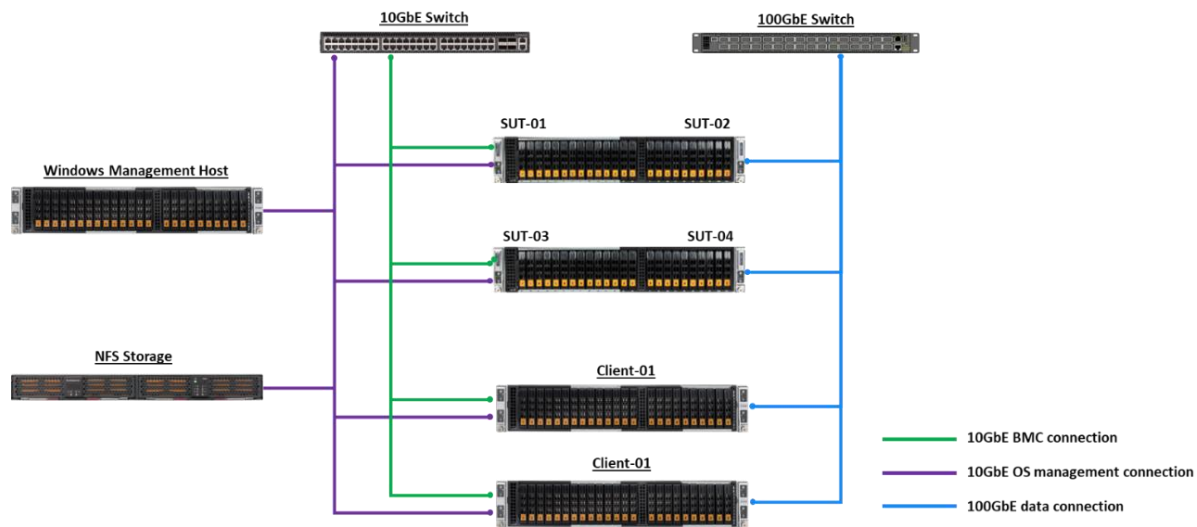 10GbE Switch
100GbE Switch
SUT-01
SUT-02
Windows Management Host
SUT-03
SUT-04
NFS Storage
Client-01
Client-01
10GbE BMC connection
10GbE OS management connection
100GbE data connection